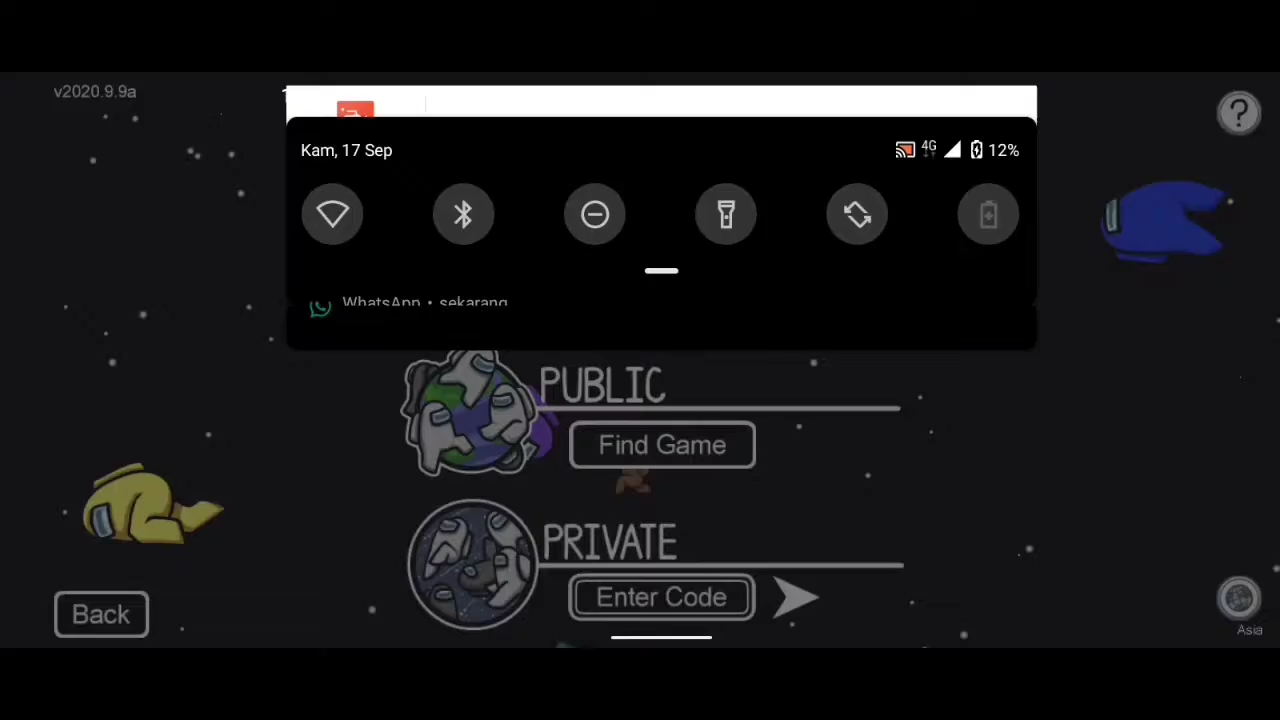 v2020.9.9a
Kam, 17 Sep
4G
12%
WhatsApp • sekarang
PUBLIC
Find Game
PRIVATE
Enter Code
Back
Asia
?